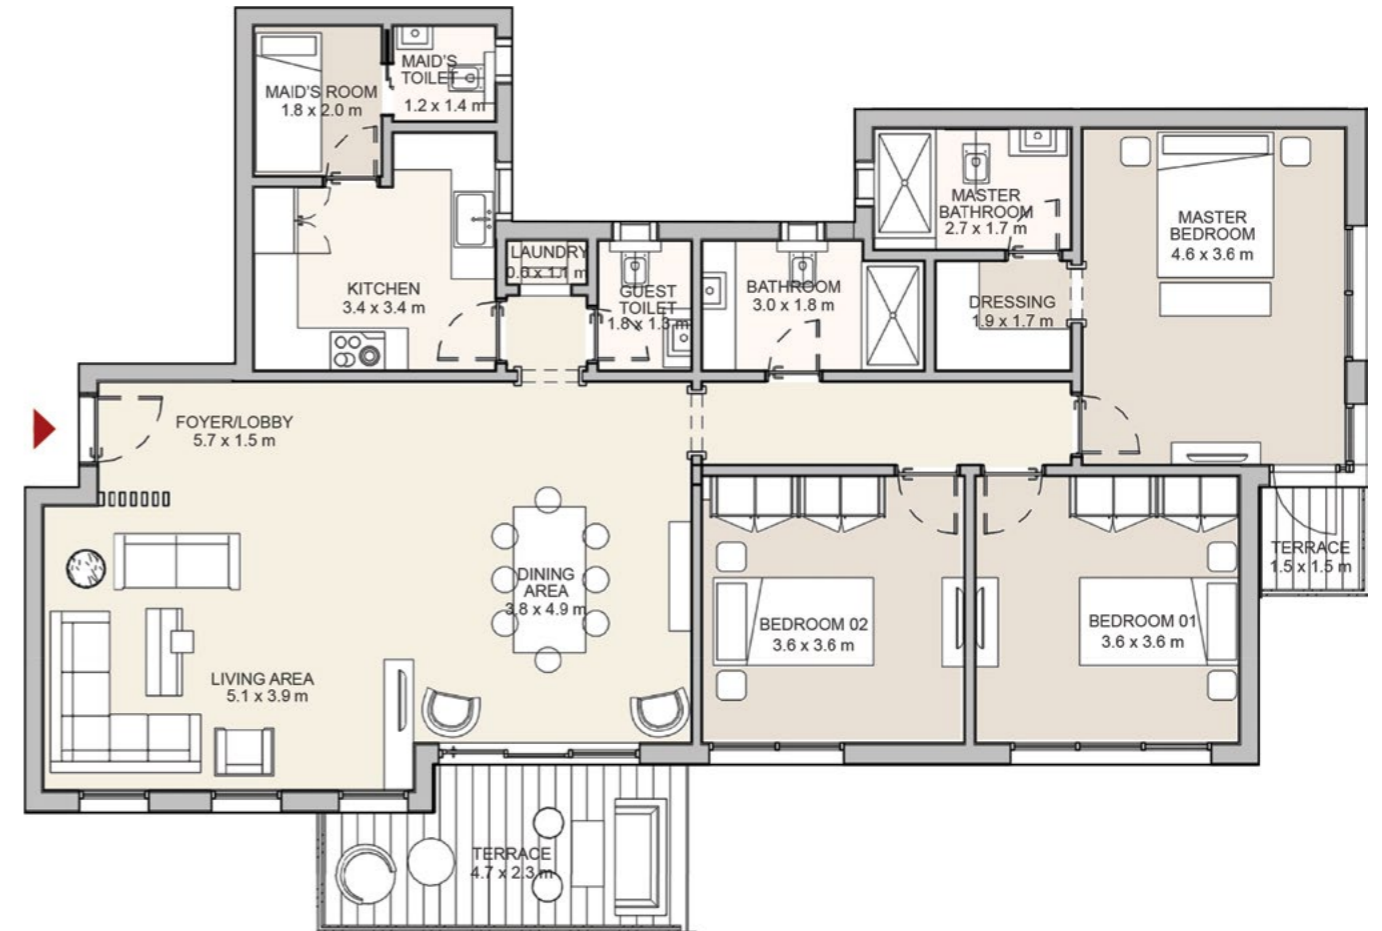 MAID'S ROOM
1.8 x 2.0 m
MAID'S
TOILET
1.2 x 1.4 m
KITCHEN
3.4 x 3.4 m
LAUNDRY
0.6 x 1.1 m
GUEST
TOILET
1.8 x 1.3 m
BATHROOM
3.0 x 1.8 m
MASTER
BATHROOM
2.7 x 1.7 m
DRESSING
1.9 x 1.7 m
MASTER
BEDROOM
4.6 x 3.6 m
FOYER/LOBBY
5.7 x 1.5 m
DINING
AREA
3.8 x 4.9 m
LIVING AREA
5.1 x 3.9 m
BEDROOM 02
3.6 x 3.6 m
BEDROOM 01
3.6 x 3.6 m
TERRACE
1.5 x 1.5 m
TERRACE
4.7 x 2.3 m